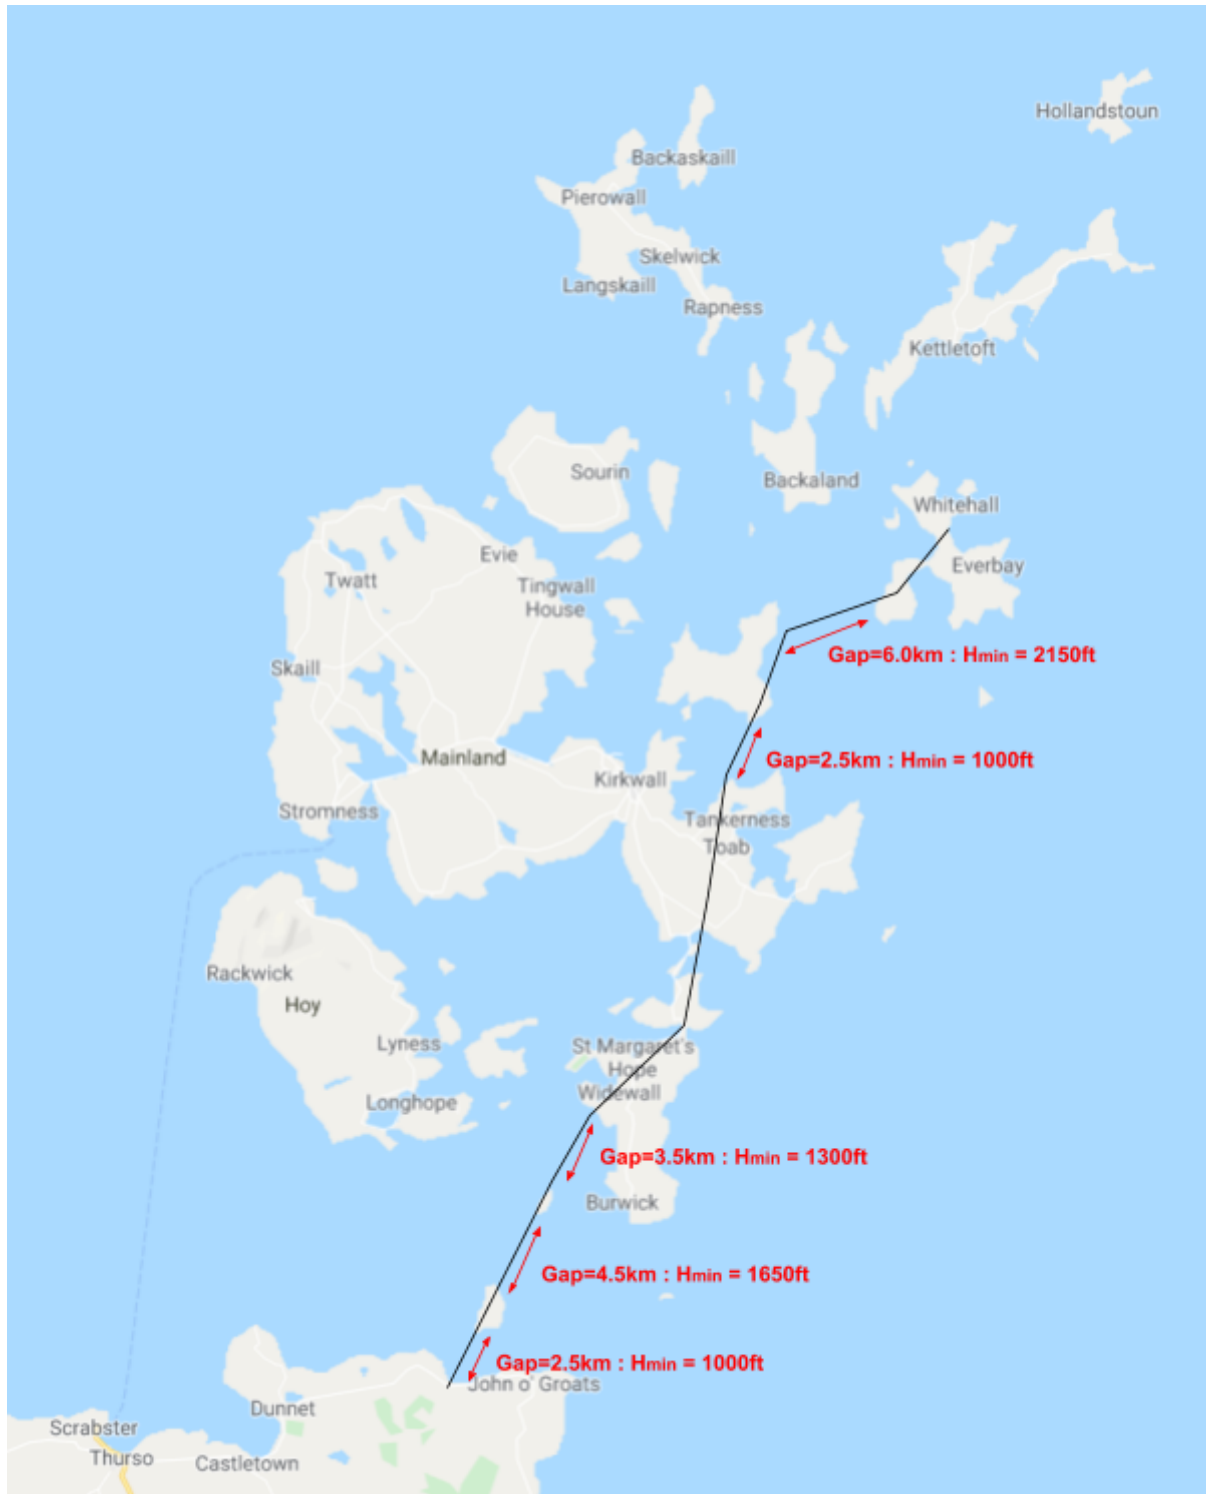 Hollandstoun
Backaskaill
Pierowall
Skelwick
Langskaill
Rapness
Kettletoft
Sourin
Backaland
Whitehall
Evie
Everbay
Twatt
Tingwall
House
Gap=6.0km : Hmin = 2150ft
Skaill
Mainland
Gap=2.5km : Hmin = 1000ft
Kirkwall
Stromness
Tankerness
Toab
Rackwick
Hoy
Lyness
St Margaret's
Hope
Widewall
Longhope
Gap=3.5km : Hmin = 1300ft
Burwick
Gap=4.5km : Hmin = 1650ft
Gap=2.5km : Hmin = 1000ft
John o' Groats
Dunnet
Scrabster
Thurso
Castletown